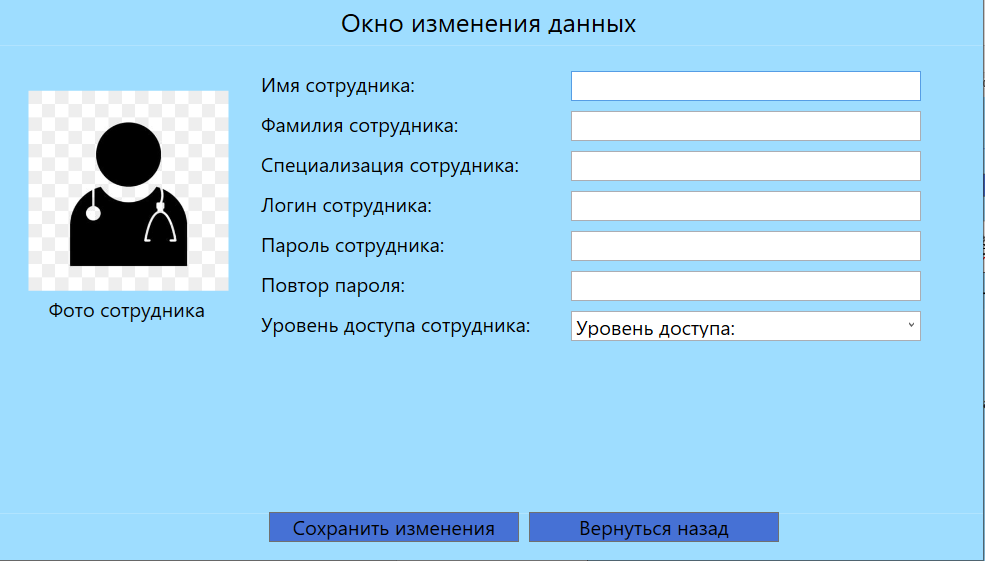 Окно изменения данных
Имя сотрудника:
Фамилия сотрудника:
Специализация сотрудника:
Логин сотрудника:
Пароль сотрудника:
Повтор пароля:
Фото сотрудника
Уровень доступа сотрудника: Уровень доступа:
Сохранить изменения Вернуться назад